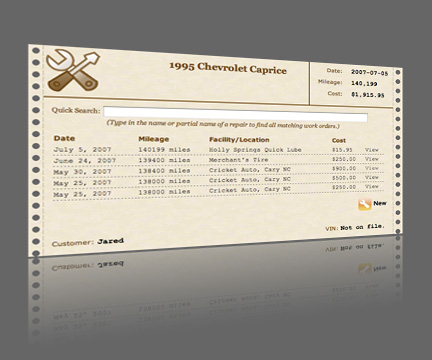 1995 Chevrolet Caprice
Date: 2007-07-05
Mileage: 140,199
Cost: $1,915.95
Quick Search:
(Type in the name or partial name of a repair to find all matching work orders.)
Date Mileage Facility/Location Cost
July 5, 2007 140199 miles Holly Springs Quick Lube $15.95 View
June 24, 2007 139400 miles Merchant's Tire $250.00 View
May 30, 2007 138400 miles Cricket Auto, Cary NC $900.00 View
May 25, 2007 138000 miles Cricket Auto, Cary NC $500.00 View
May 25, 2007 138000 miles Cricket Auto, Cary NC $250.00 View
New
Customer: Jared
VIN: Not on file.